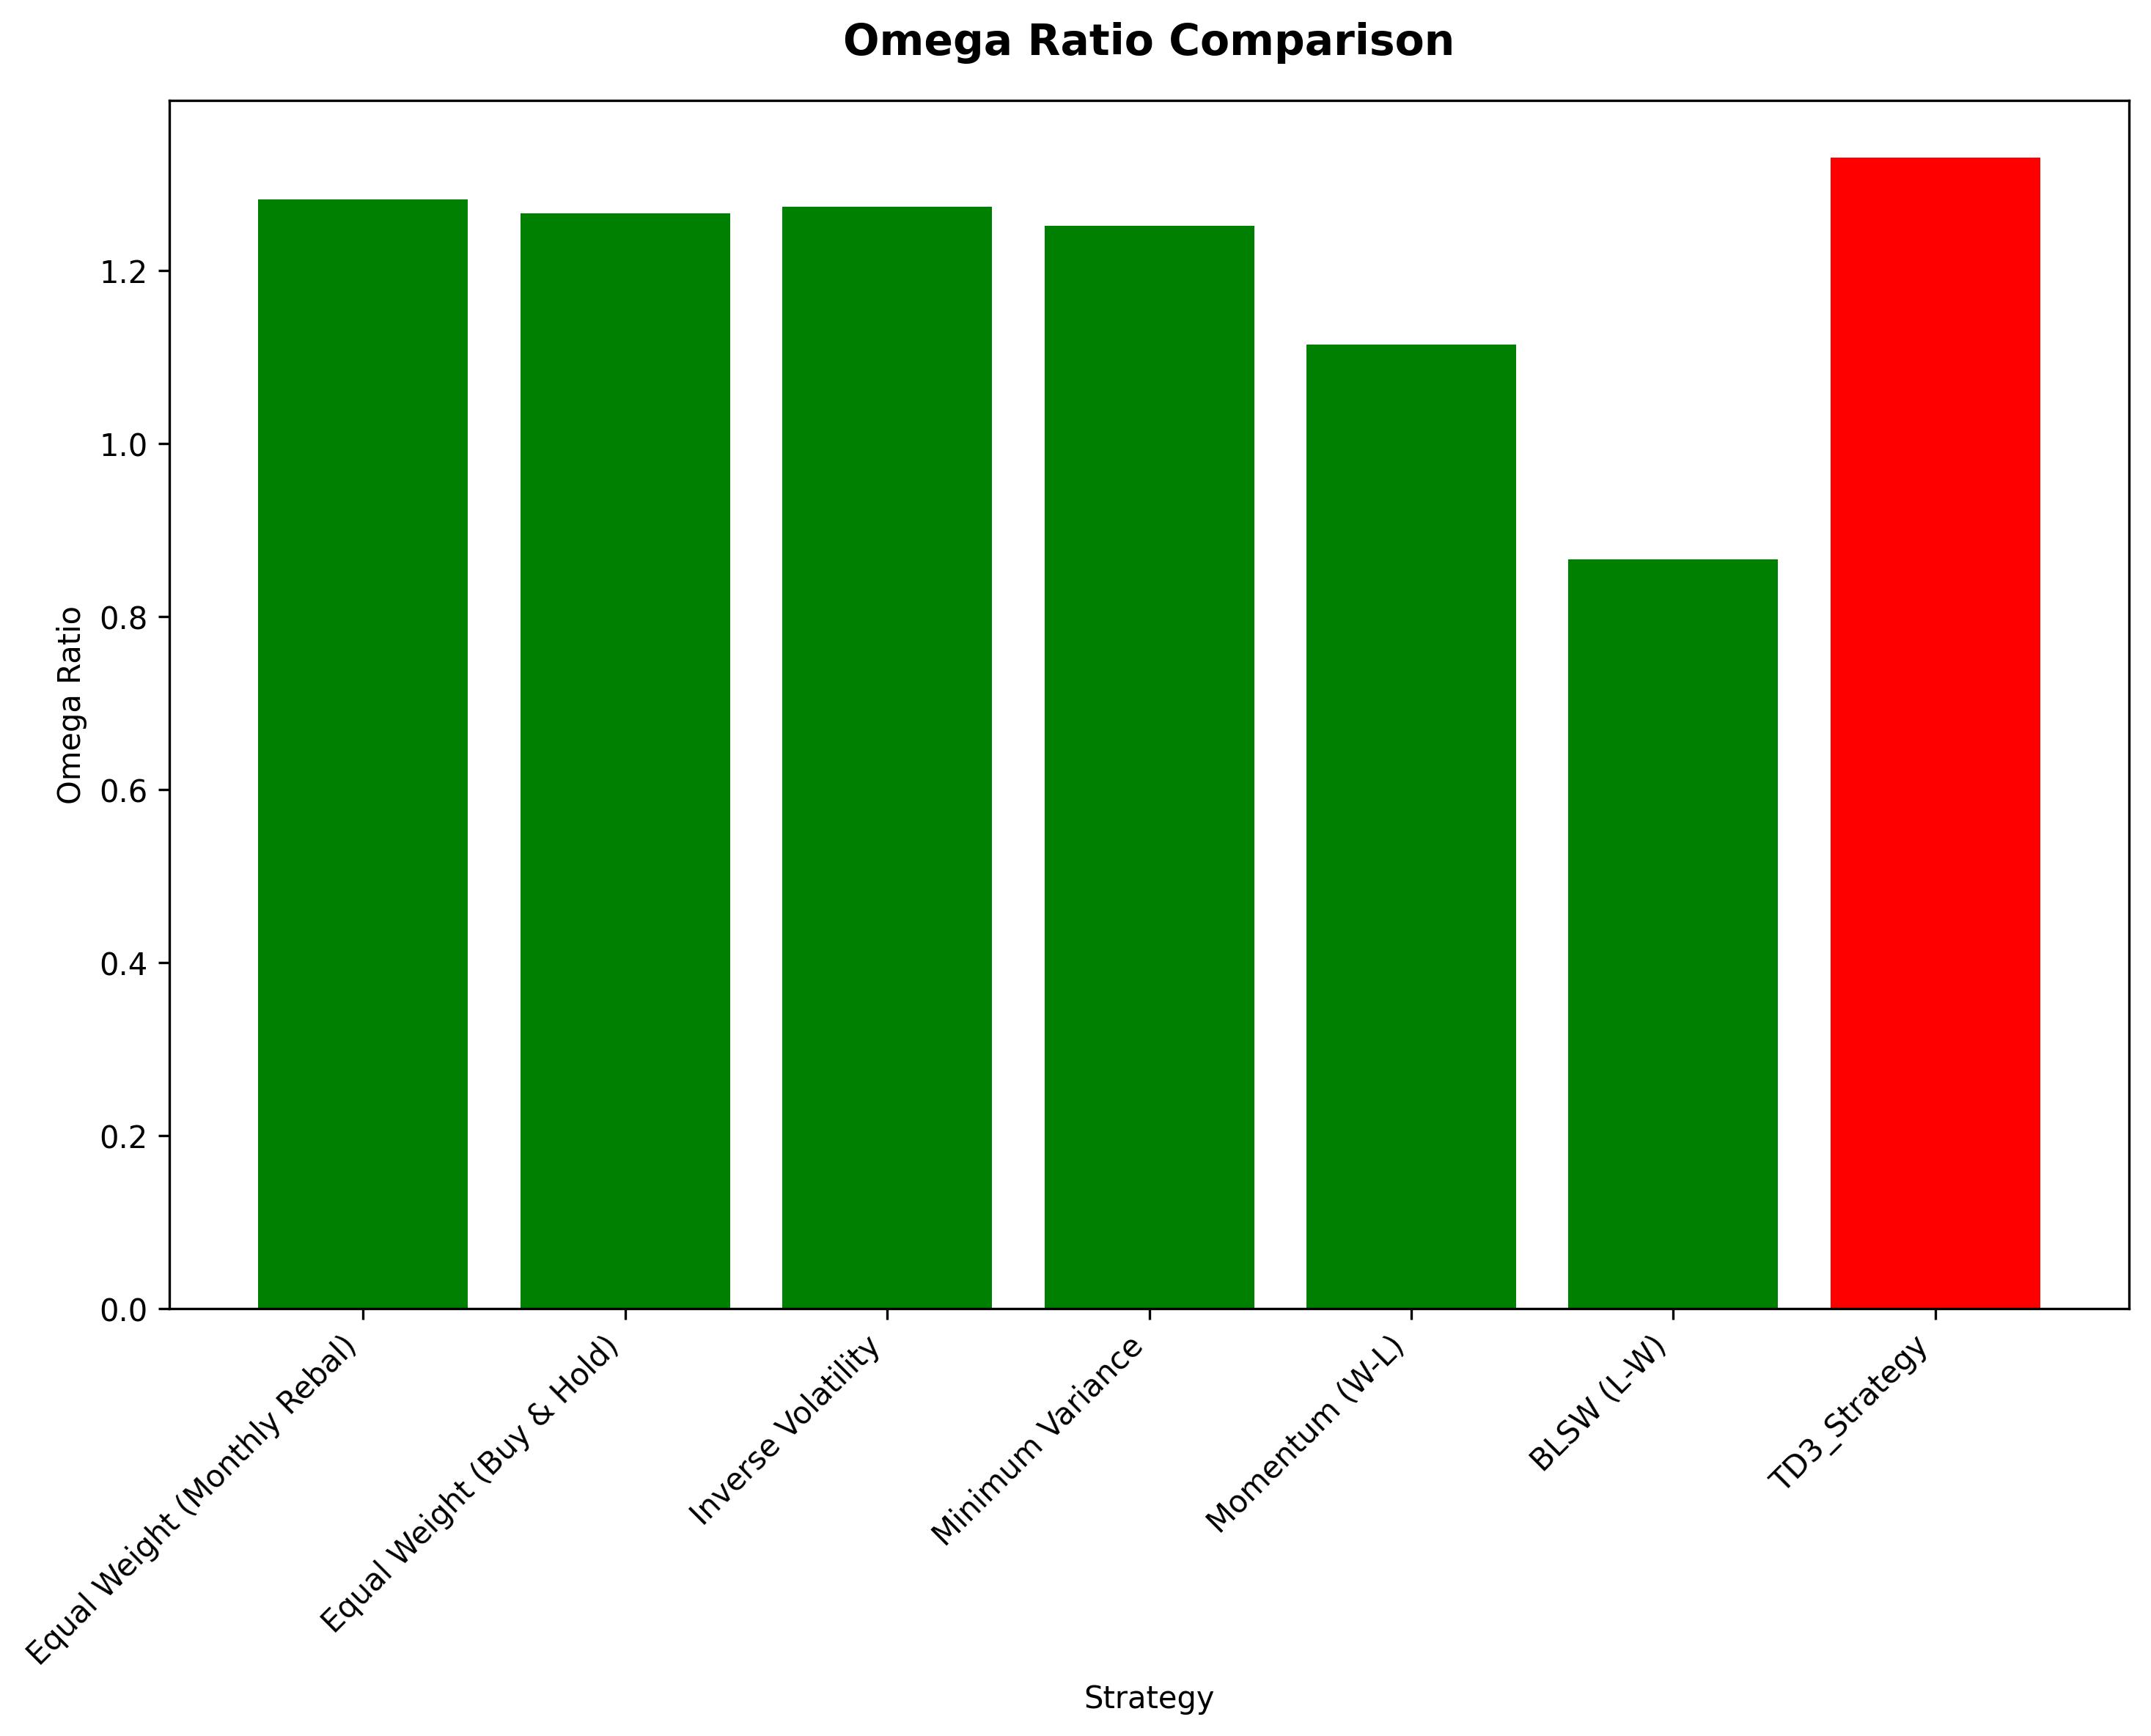 Omega Ratio Comparison
Omega Ratio
1.2
1.0
0.8
0.6
0.4
0.2
0.0
Equal Weight (Monthly Rebal)
Equal Weight (Buy & Hold)
Inverse Volatility
Minimum Variance
Momentum (W-L)
BLSW (L-W)
TD3_Strategy
Strategy